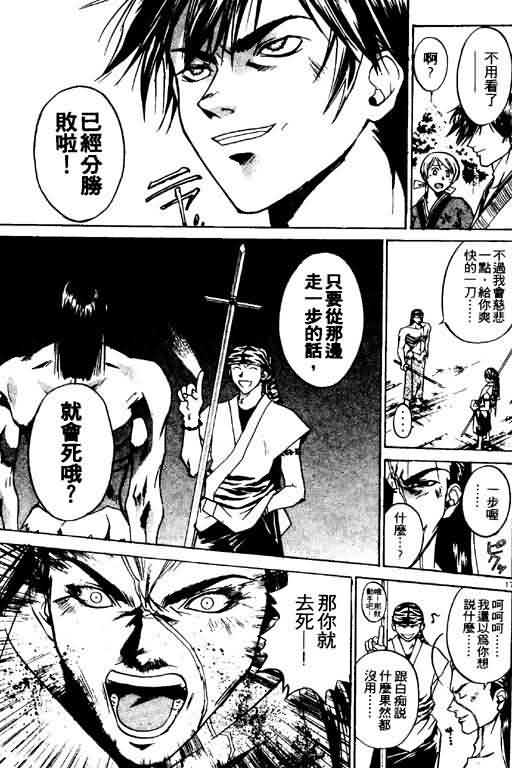 不用看了
——
啊？
已經分勝
敗啦！
不過我會慈悲
一點，給你爽
快的一刀……
……
只要從那邊
走一步的話，
就會死哦？
…一步喔
什麼…？
ピクッ
呵呵呵…
我還以為你想
說什麼…
跟白痴說
什麼果然都
沒用……
那你就
去死—！